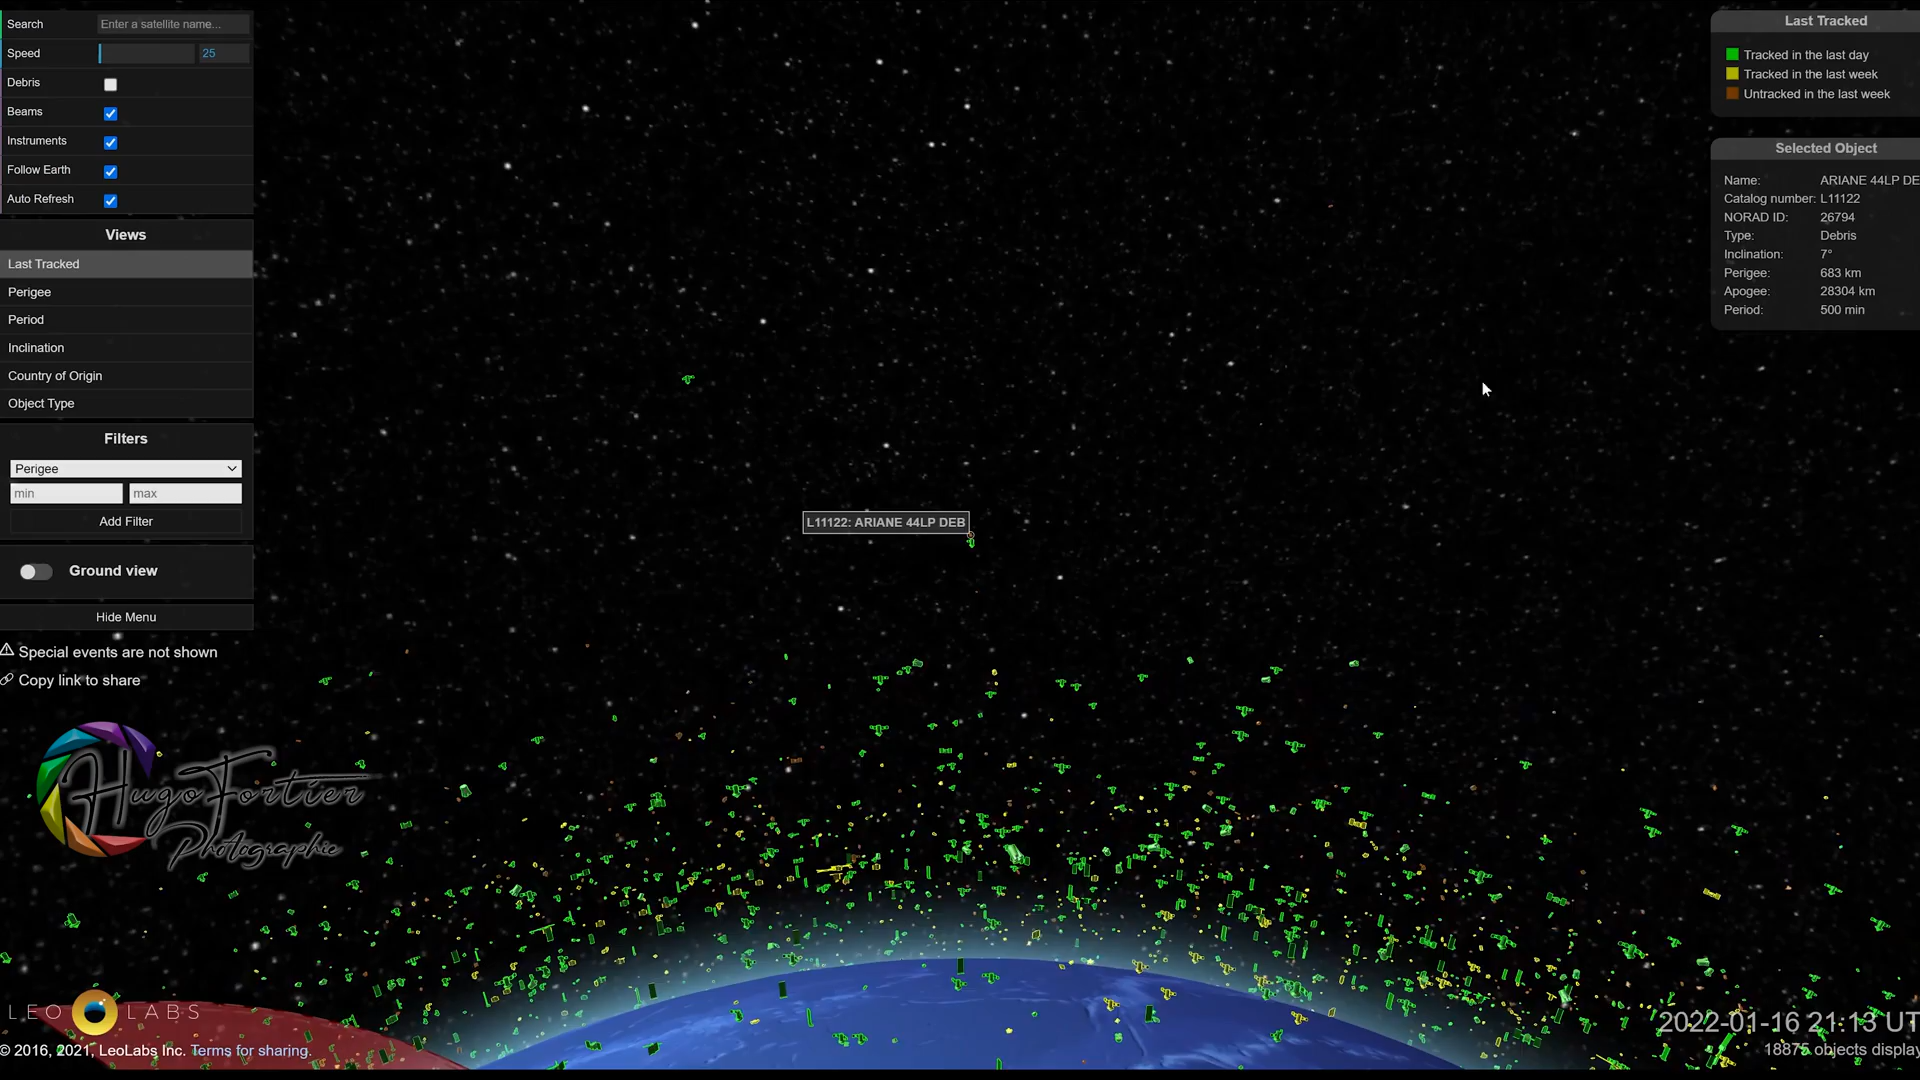 Search Enter a satellite name...
Speed 25
Debris
Beams
Instruments
Follow Earth
Auto Refresh
Views
Last Tracked
Perigee
Period
Inclination
Country of Origin
Object Type
Filters
Perigee
min max
Add Filter
Ground view
Hide Menu
Special events are not shown
Copy link to share
Hugo Fortier
Photographie
LEO LABS
© 2016, 2021, LeoLabs Inc. Terms for sharing.
L11122: ARIANE 44LP DEB
Last Tracked
Tracked in the last day
Tracked in the last week
Untracked in the last week
Selected Object
Name: ARIANE 44LP DE
Catalog number: L11122
NORAD ID: 26794
Type: Debris
Inclination: 7°
Perigee: 683 km
Apogee: 28304 km
Period: 500 min
2022-01-16 21:13 UT
18875 objects display